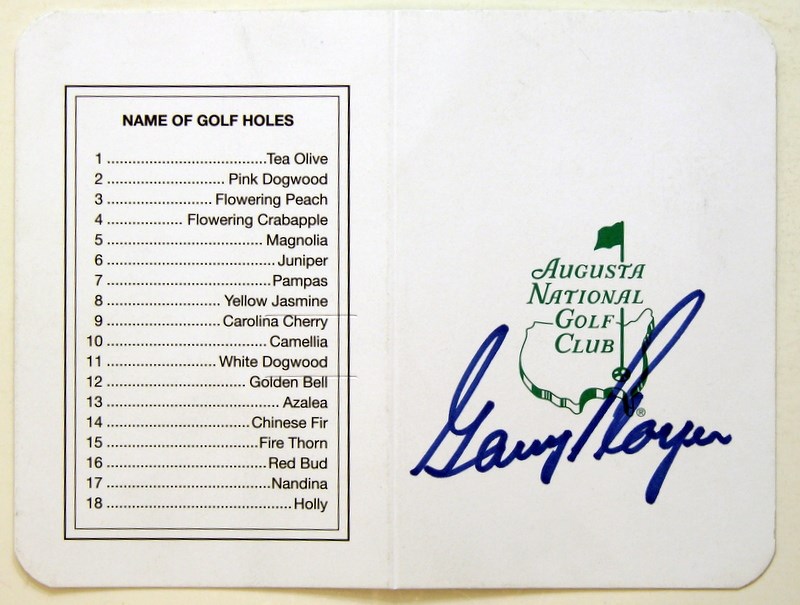 NAME OF GOLF HOLES
1 ......................................Tea Olive
2 ............................ Pink Dogwood
3 .......................... Flowering Peach
4 .................. Flowering Crabapple
5 ..................................... Magnolia
6 ........................................ Juniper
7 ....................................... Pampas
8 ........................... Yellow Jasmine
9 ...........................Carolina Cherry
10 ...................................... Camellia
11 ......................... White Dogwood
12 ................................ Golden Bell
13 .........................................Azalea
14 ..................................Chinese Fir
15 ....................................Fire Thorn
16 ......................................Red Bud
17 .......................................Nandina
18 ............................................ Holly
AUGUSTA
NATIONAL
GOLF
CLUB
®
Gary Player